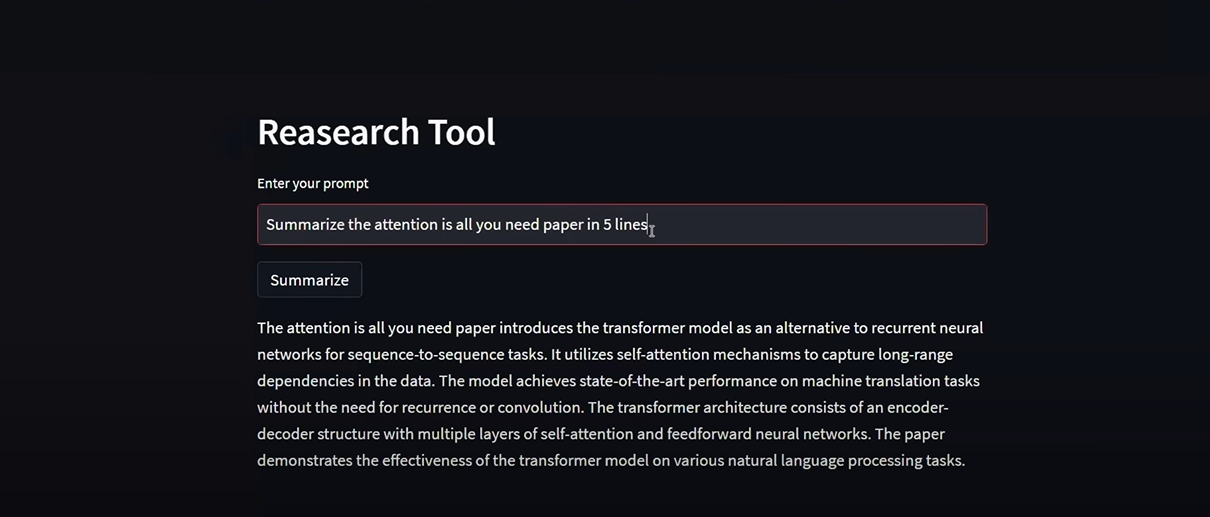 Reasearch Tool
Enter your prompt
Summarize the attention is all you need paper in 5 lines
Summarize
The attention is all you need paper introduces the transformer model as an alternative to recurrent neural
networks for sequence-to-sequence tasks. It utilizes self-attention mechanisms to capture long-range
dependencies in the data. The model achieves state-of-the-art performance on machine translation tasks
without the need for recurrence or convolution. The transformer architecture consists of an encoder-
decoder structure with multiple layers of self-attention and feedforward neural networks. The paper
demonstrates the effectiveness of the transformer model on various natural language processing tasks.